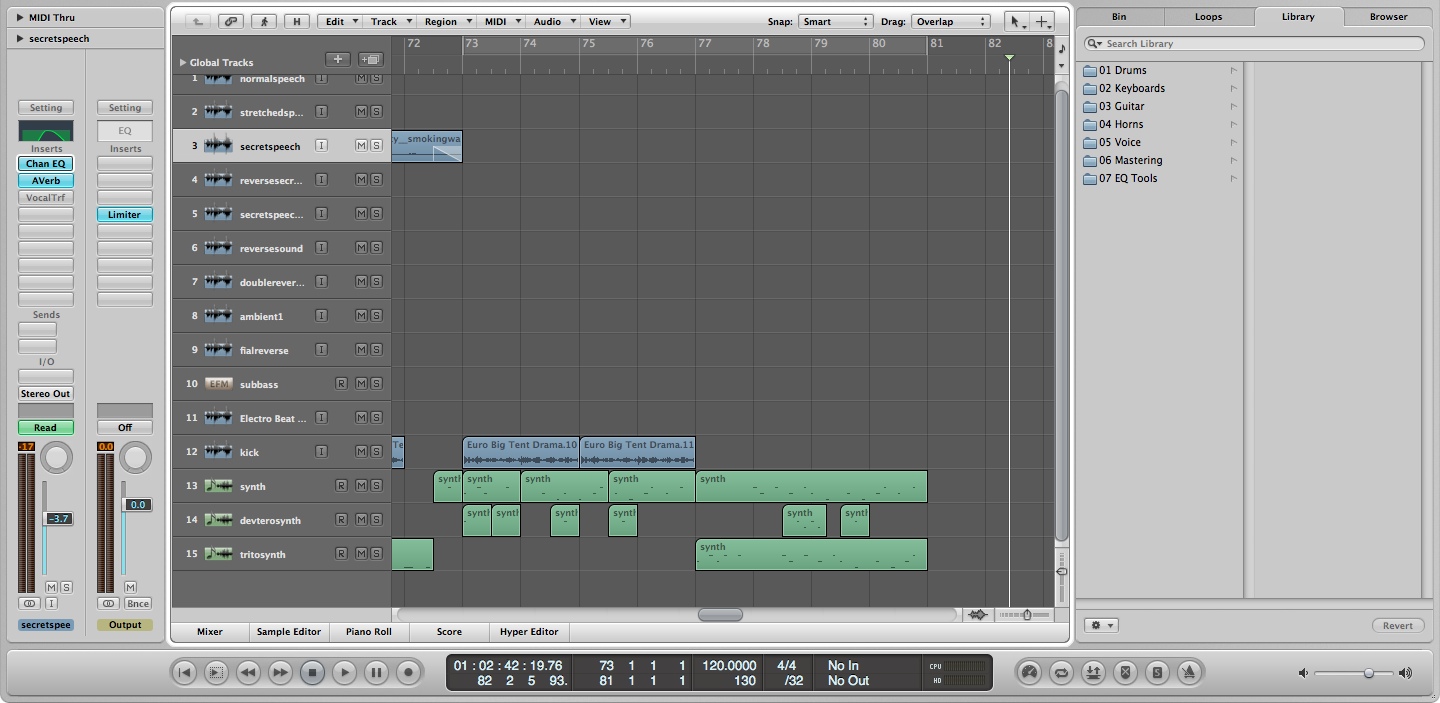 MIDI Thru
secretspeech
Setting
Setting
EQ
Inserts
Inserts
Chan EQ
AVerb
VocalTrf
Limiter
Sends
I/O
Stereo Out
Read
Off
-17
0.0
-3.7
0.0
M S
M
I
Bnce
secretspee
Output
H
Edit
Track
Region
MIDI
Audio
View
Snap: Smart
Drag: Overlap
Global Tracks
72 73 74 75 76 77 78 79 80 81 82 8
1 normalspeech I M S
2 stretchedsp... I M S
3 secretspeech I M S
y__smokingwa
4 reversesecr... I M S
5 secretspeec... I M S
6 reversesound I M S
7 doublerever... I M S
8 ambient1 I M S
9 fialreverse I M S
10 EFM subbass R M S
11 Electro Beat ... I M S
12 kick I M S
Te
Euro Big Tent Drama.10
Euro Big Tent Drama.11
13 synth R M S
synth synth synth synth synth
14 devterosynth R M S
synth synth synth synth synth synth
15 tritosynth R M S
synth
Mixer
Sample Editor
Piano Roll
Score
Hyper Editor
Bin
Loops
Library
Browser
Search Library
01 Drums
02 Keyboards
03 Guitar
04 Horns
05 Voice
06 Mastering
07 EQ Tools
Revert
01 : 02 : 42 : 19.76 73 1 1 1 120.0000 4/4 No In CPU
82 2 5 93. 81 1 1 1 130 /32 No Out HD
S